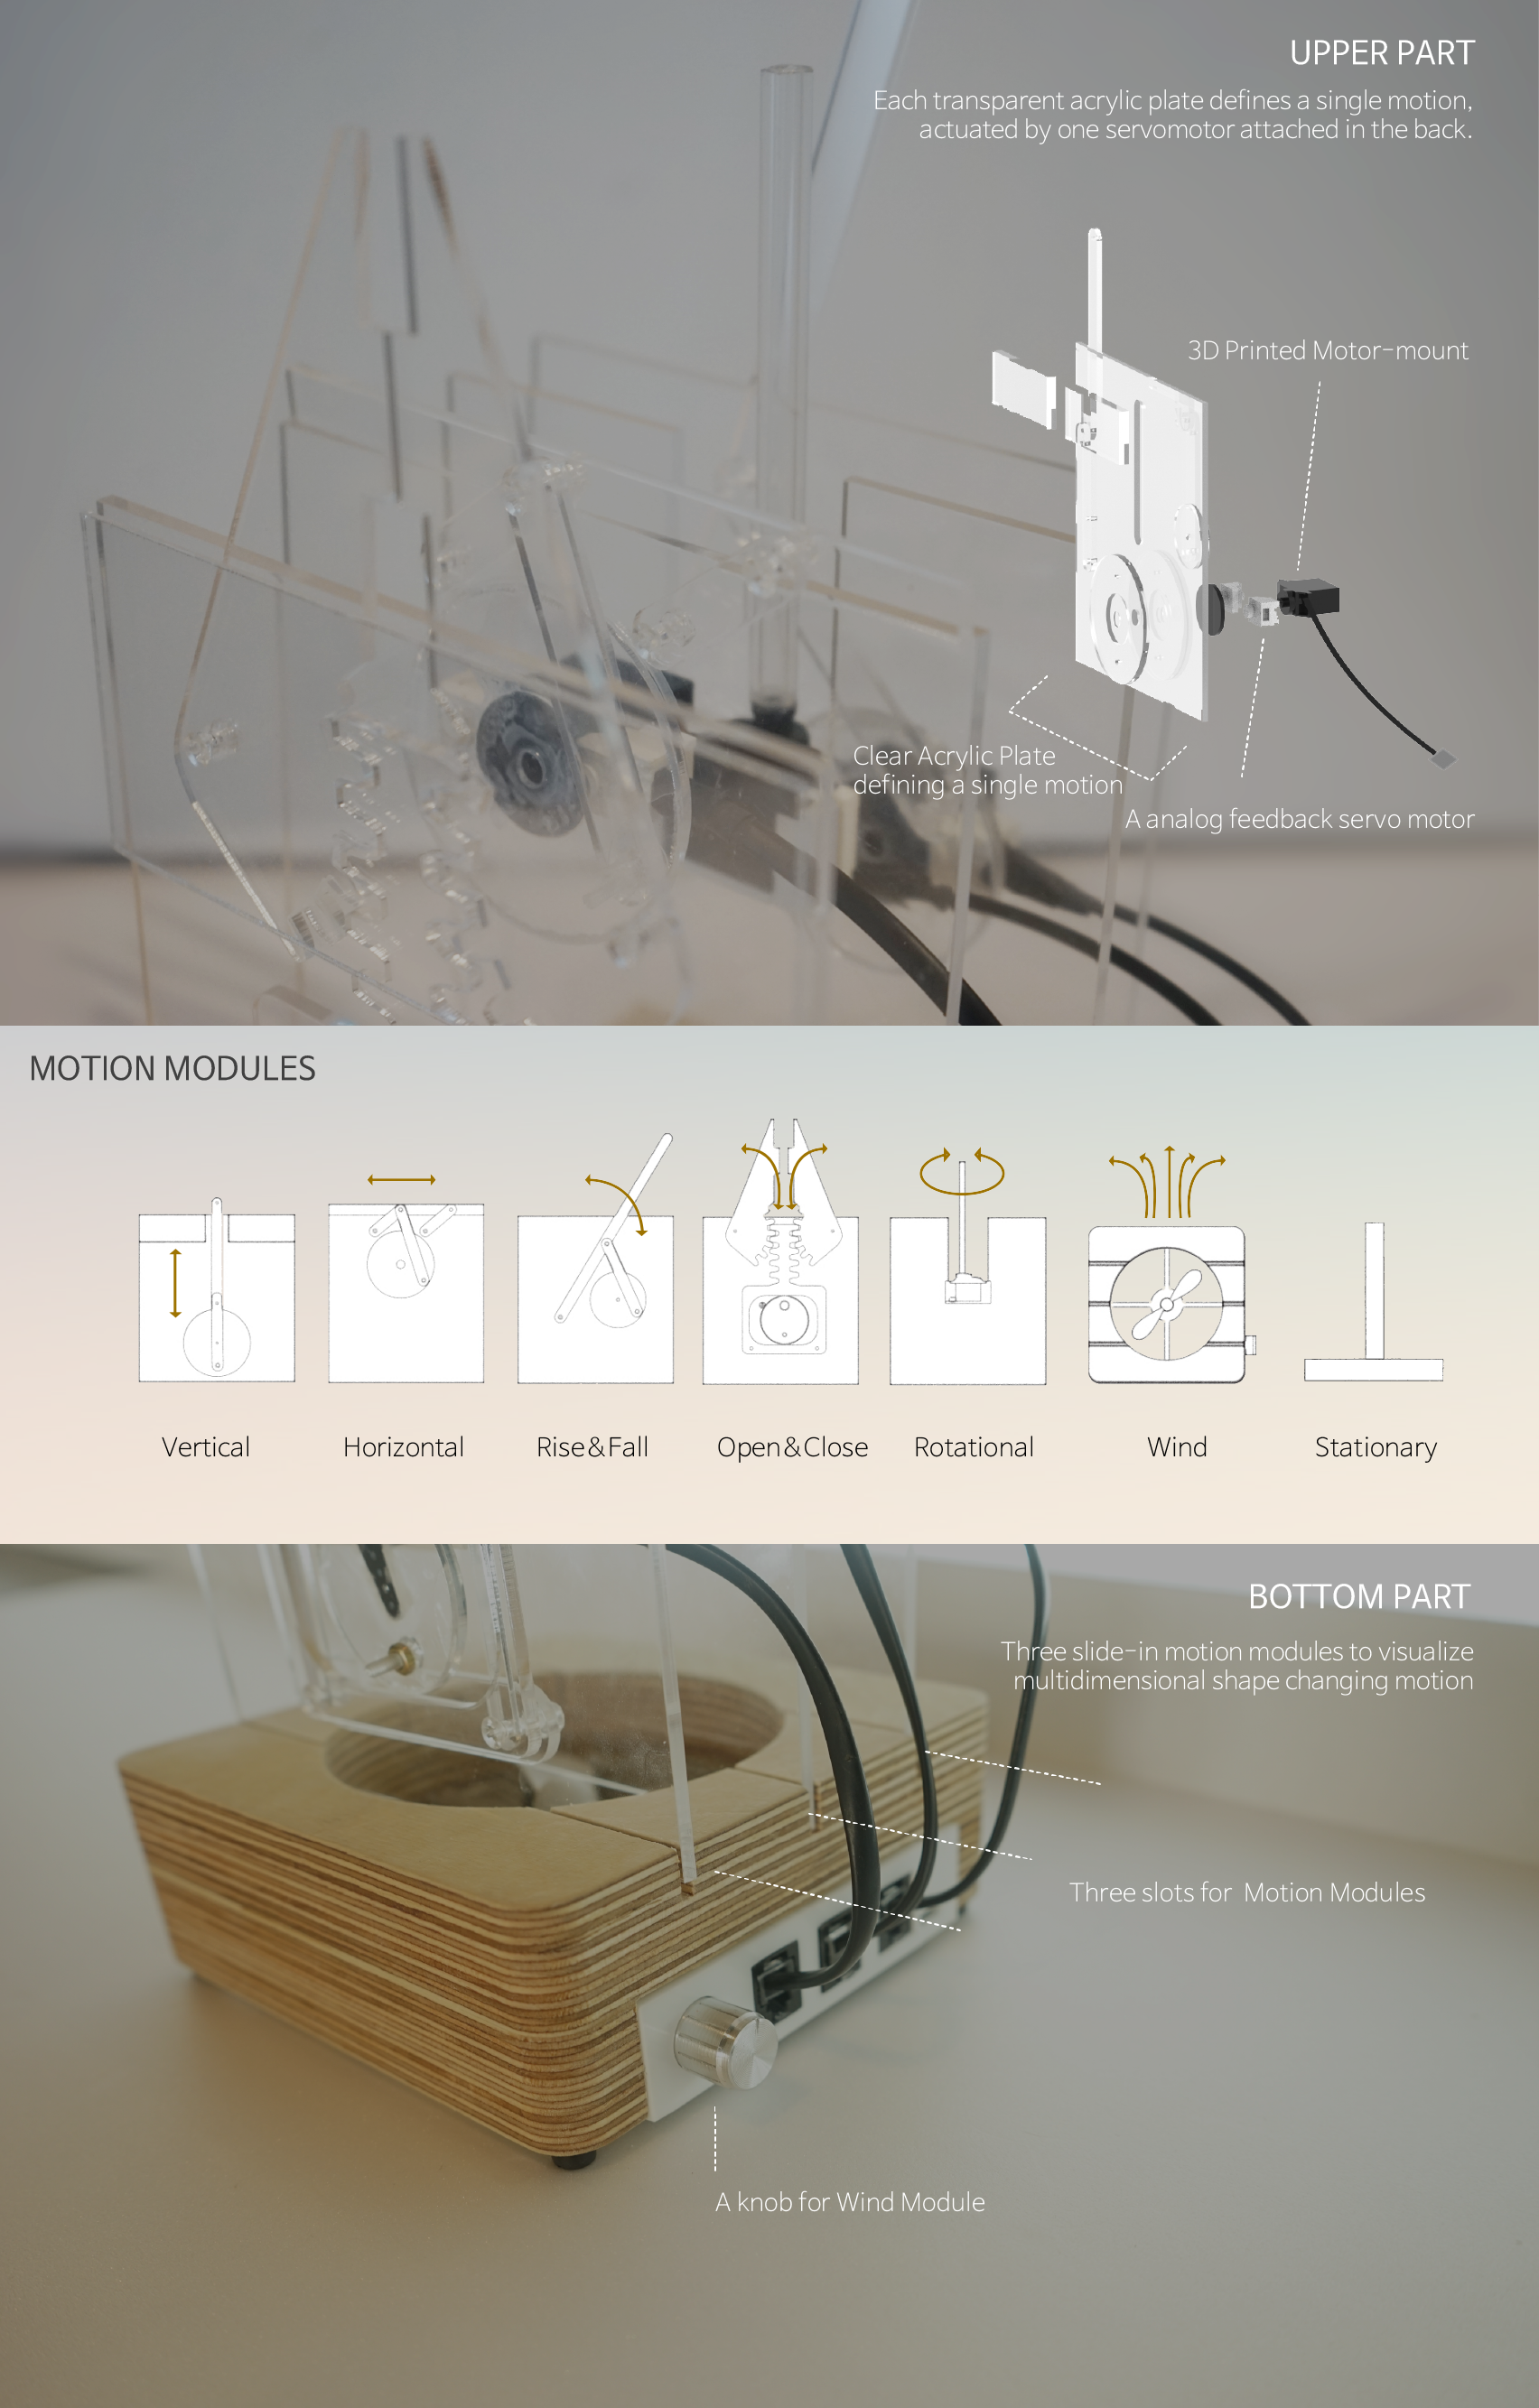 UPPER PART
Each transparent acrylic plate defines a single motion,
actuated by one servomotor attached in the back.
3D Printed Motor-mount
Clear Acrylic Plate
defining a single motion
A analog feedback servo motor
MOTION MODULES
Vertical
Horizontal
Rise&Fall
Open&Close
Rotational
Wind
Stationary
BOTTOM PART
Three slide-in motion modules to visualize
multidimensional shape changing motion
Three slots for Motion Modules
A knob for Wind Module